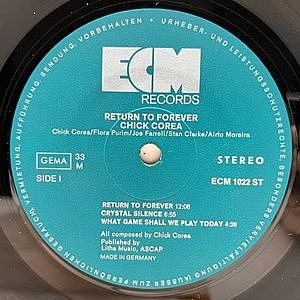 URHEBER- UND LEISTUNGSSCHUTZRECHTE,
AUFFÜHRUNG, SENDUNG, VORBEHALTEN •
ECM
RECORDS
RETURN TO FOREVER
CHICK COREA
Chick Corea/Flora Purim/Joe Farrell/Stan Clarke/Airto Moreira
GEMA
33
M
STEREO
SIDE I
ECM 1022 ST
RETURN TO FOREVER 12:06
CRYSTAL SILENCE 6:55
WHAT GAME SHALL WE PLAY TODAY 4:26
All composed by Chick Corea
Published by
Litha Music, ASCAP
MADE IN GERMANY